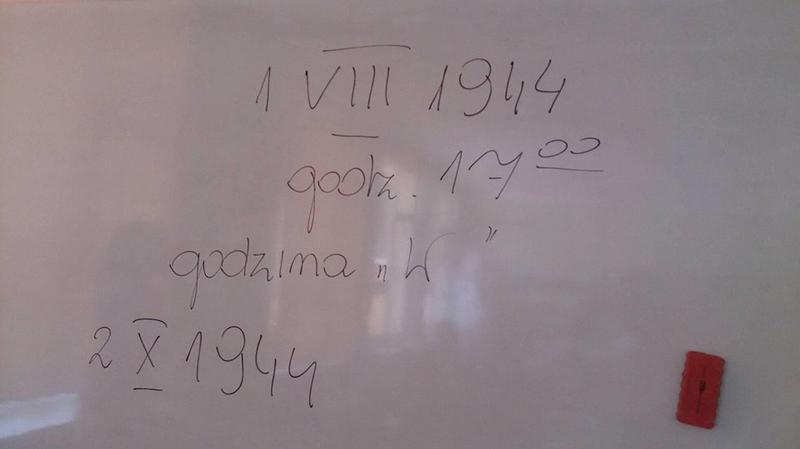 1 VIII 1944
godz. 17⁰⁰
godzina „W”
2 X 1944